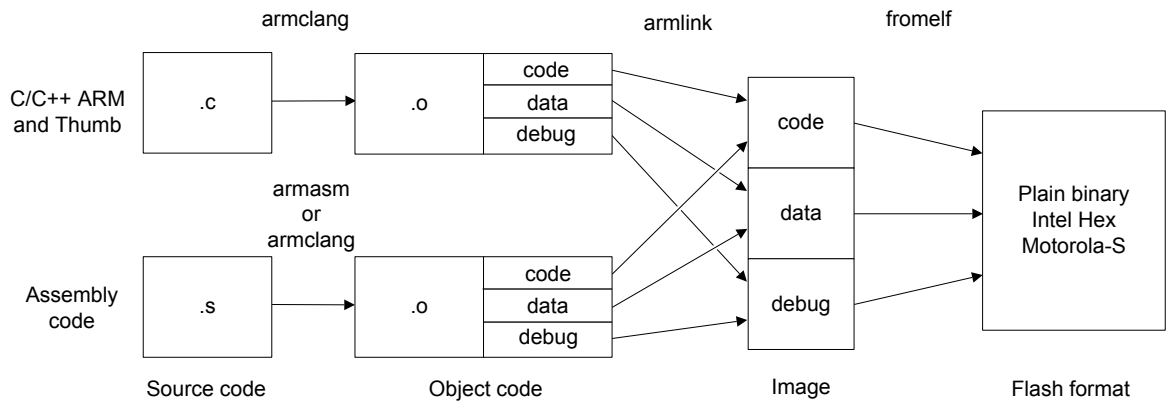 armclang
armlink
fromelf
C/C++ ARM
and Thumb
.c
.o
code
data
debug
armasm
or
armclang
Assembly
code
.s
.o
code
data
debug
code
data
debug
Plain binary
Intel Hex
Motorola-S
Source code
Object code
Image
Flash format